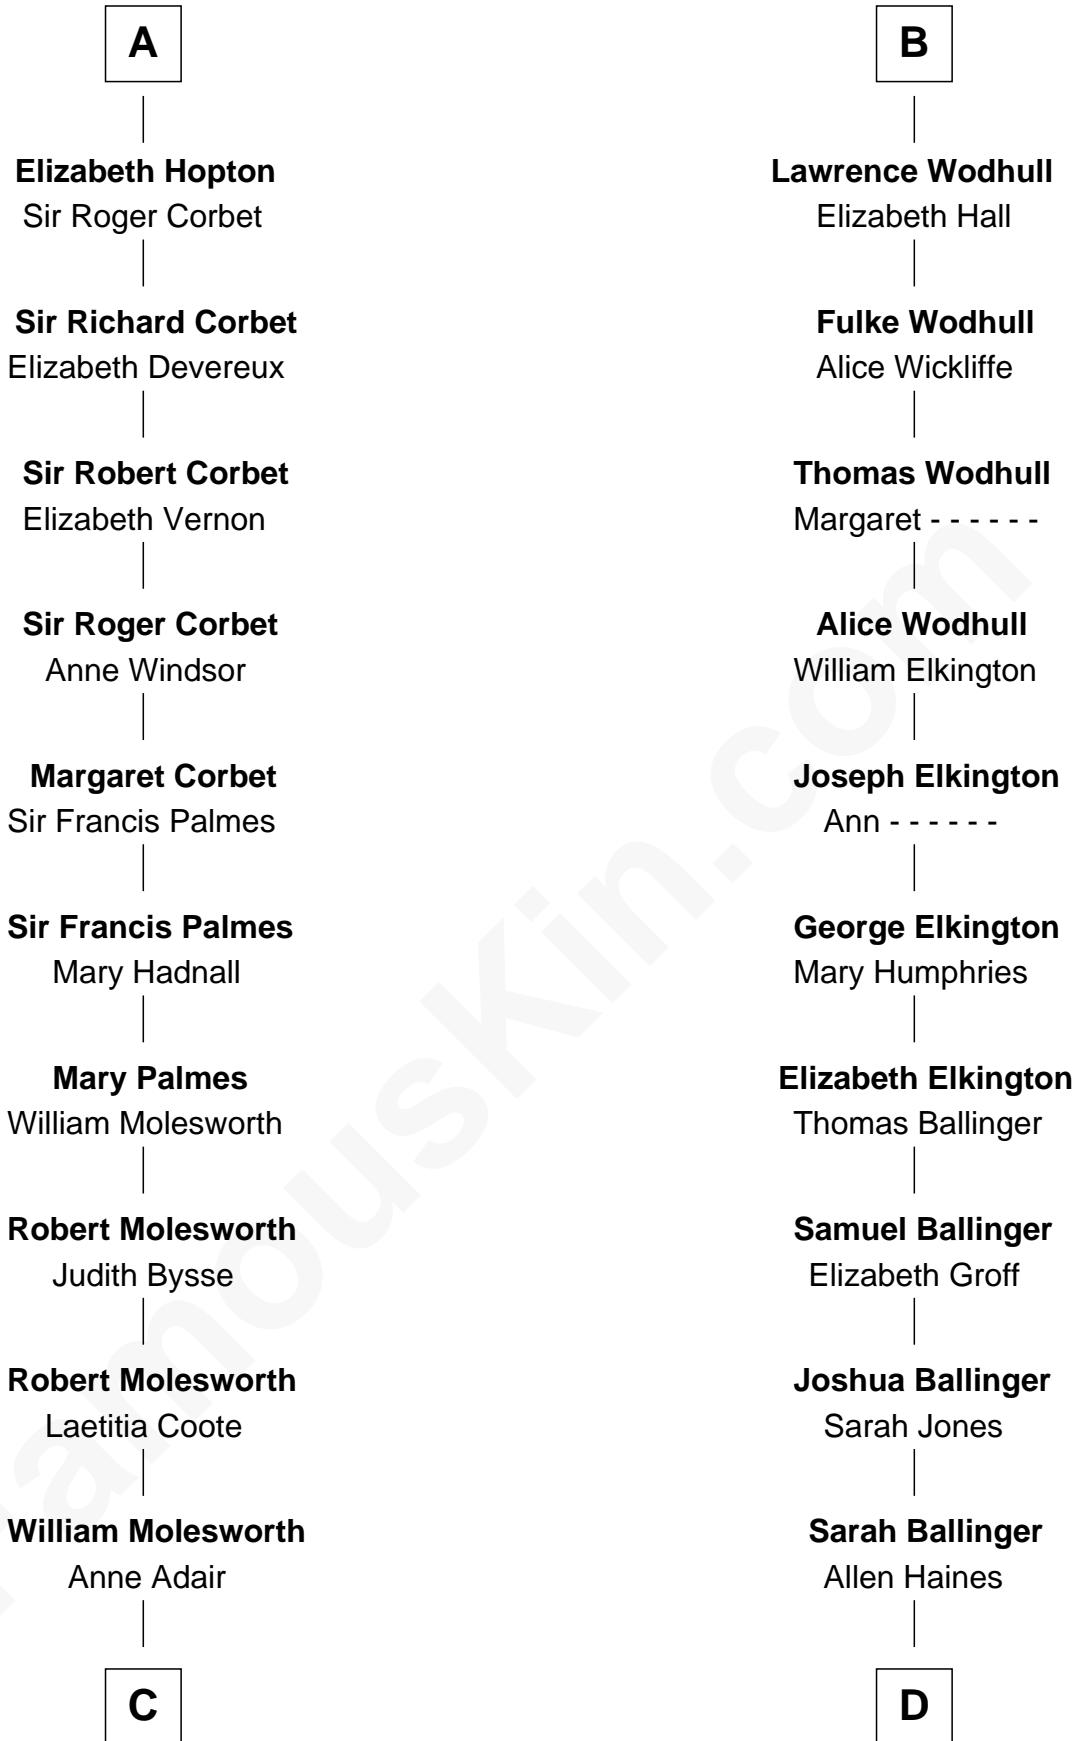 A
Elizabeth Hopton
Sir Roger Corbet
Sir Richard Corbet
Elizabeth Devereux
Sir Robert Corbet
Elizabeth Vernon
Sir Roger Corbet
Anne Windsor
Margaret Corbet
Sir Francis Palmes
Sir Francis Palmes
Mary Hadnall
Mary Palmes
William Molesworth
Robert Molesworth
Judith Bysse
Robert Molesworth
Laetitia Coote
William Molesworth
Anne Adair
C
B
Lawrence Wodhull
Elizabeth Hall
Fulke Wodhull
Alice Wickliffe
Thomas Wodhull
Margaret - - - - - -
Alice Wodhull
William Elkington
Joseph Elkington
Ann - - - - - -
George Elkington
Mary Humphries
Elizabeth Elkington
Thomas Ballinger
Samuel Ballinger
Elizabeth Groff
Joshua Ballinger
Sarah Jones
Sarah Ballinger
Allen Haines
D
FamousKin.com